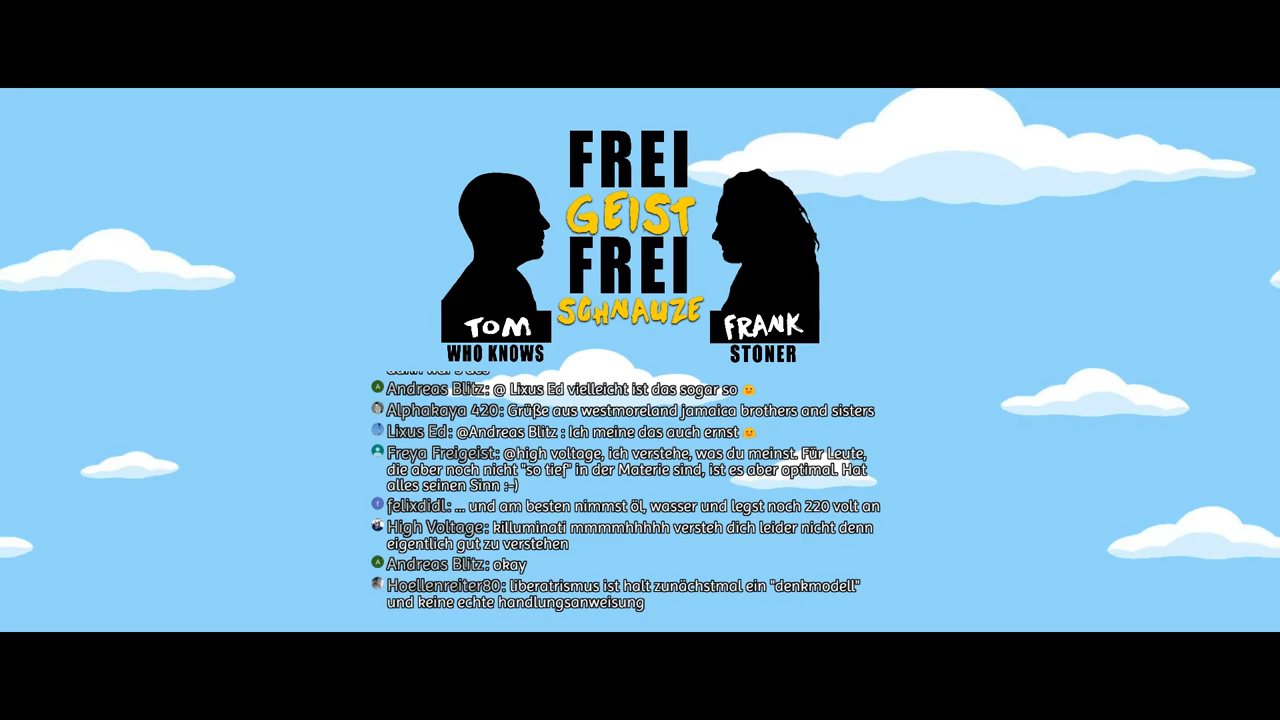 FREI
GEIST
FREI
SCHNAUZE
TOM
WHO KNOWS
FRANK
STONER
Andreas Blitz: @ Lixus Ed vielleicht ist das sogar so
Alphakaya 420: Grüße aus westmoreland jamaica brothers and sisters
Lixus Ed: @Andreas Blitz : Ich meine das auch ernst
Freya Freigeist: @high voltage, ich verstehe, was du meinst. Für Leute,
die aber noch nicht "so tief" in der Materie sind, ist es aber optimal. Hat
alles seinen Sinn :-)
felixdidl: ... und am besten nimmst öl, wasser und legst noch 220 volt an
High Voltage: killuminati mmmmhhhhh versteh dich leider nicht denn
eigentlich gut zu verstehen
Andreas Blitz: okay
Hoellenreiter80: liberatrismus ist halt zunächstmal ein "denkmodell"
und keine echte handlungsanweisung